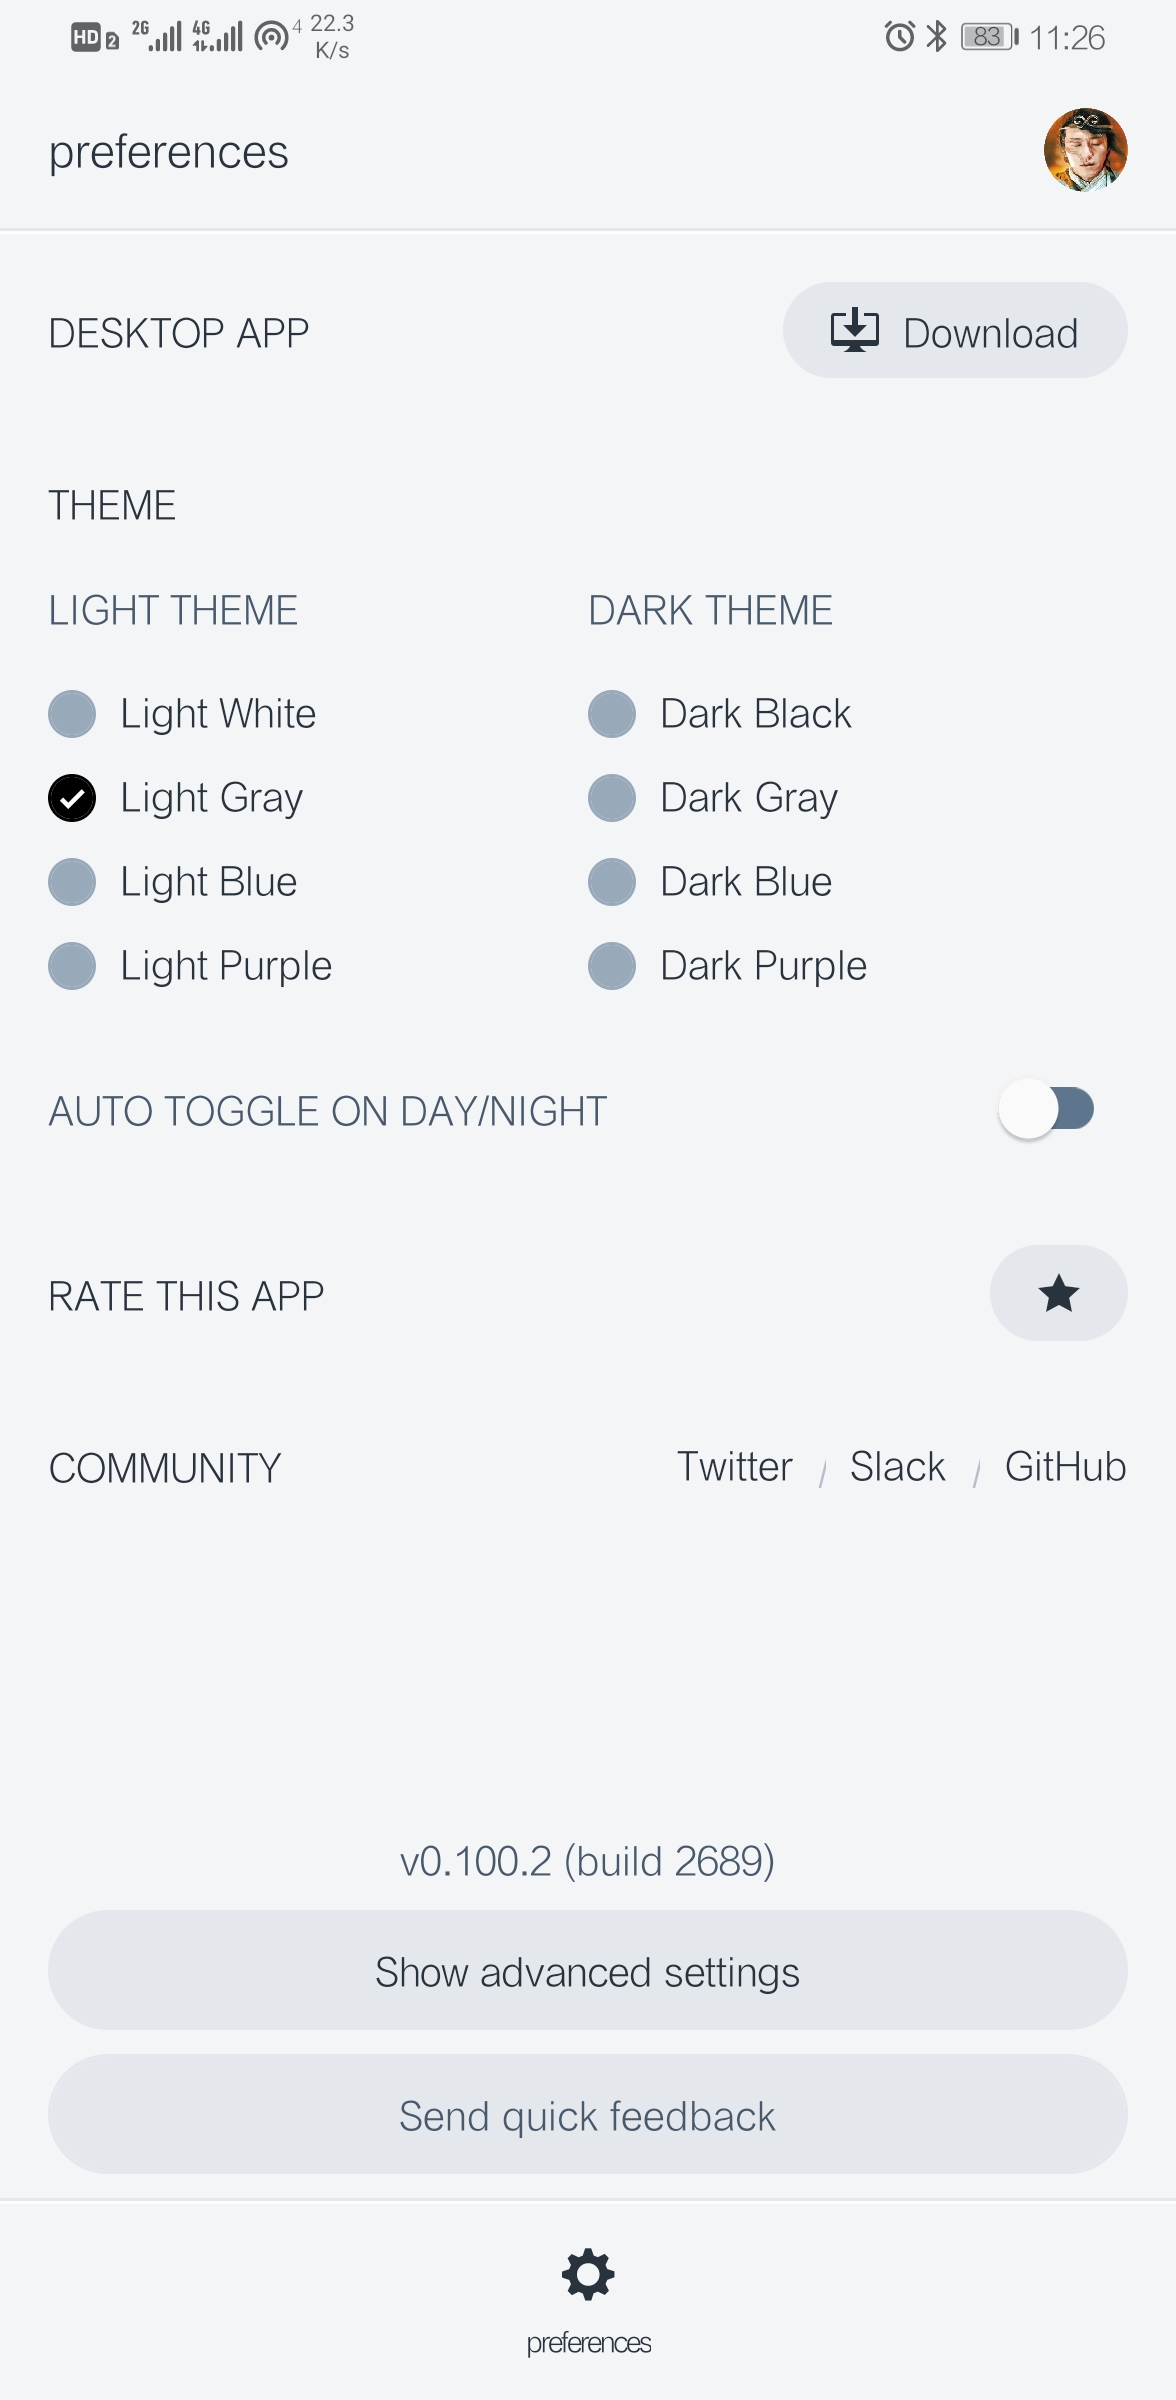 HD 2 2G 4G 4 22.3 K/s 83 11:26
preferences
DESKTOP APP Download
THEME
LIGHT THEME DARK THEME
Light White Dark Black
Light Gray Dark Gray
Light Blue Dark Blue
Light Purple Dark Purple
AUTO TOGGLE ON DAY/NIGHT
RATE THIS APP
COMMUNITY Twitter / Slack / GitHub
v0.100.2 (build 2689)
Show advanced settings
Send quick feedback
preferences